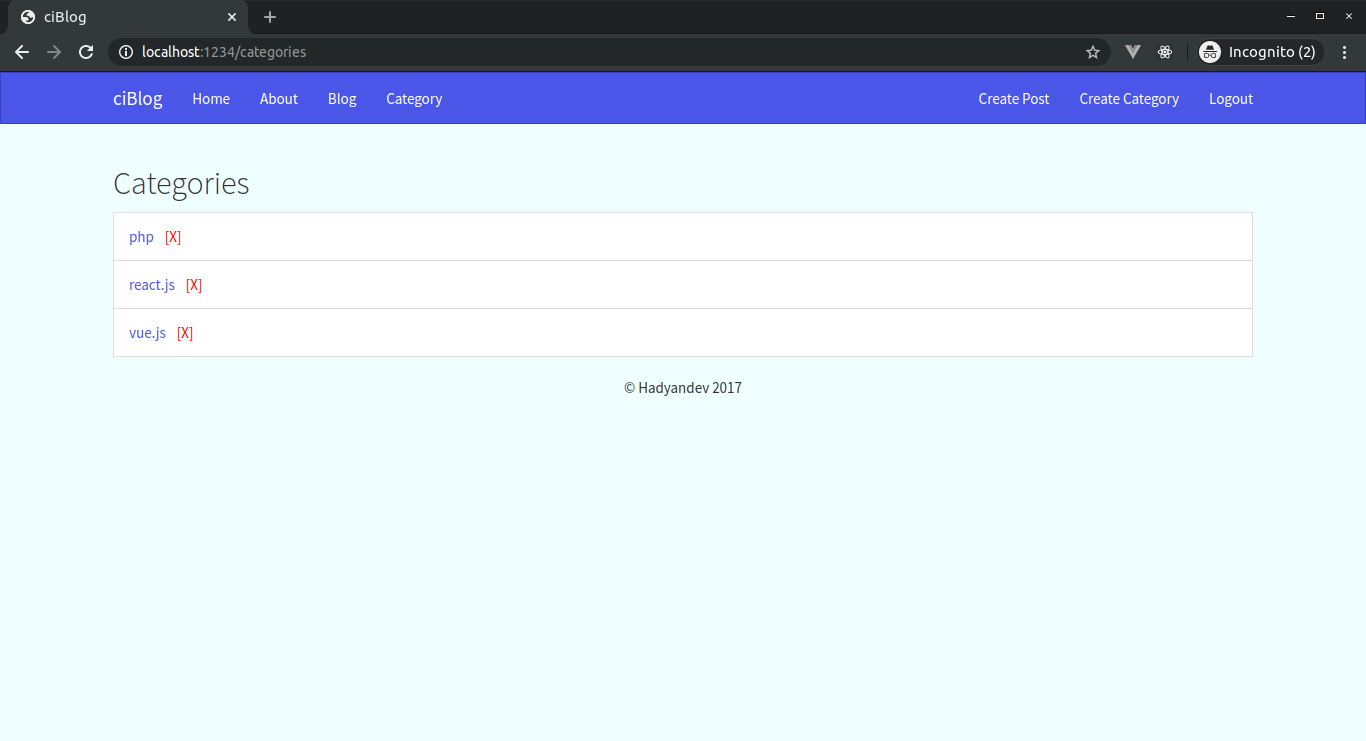 ciBlog
localhost:1234/categories
Incognito (2)
ciBlog Home About Blog Category Create Post Create Category Logout
Categories
php [X]
react.js [X]
vue.js [X]
© Hadyandev 2017